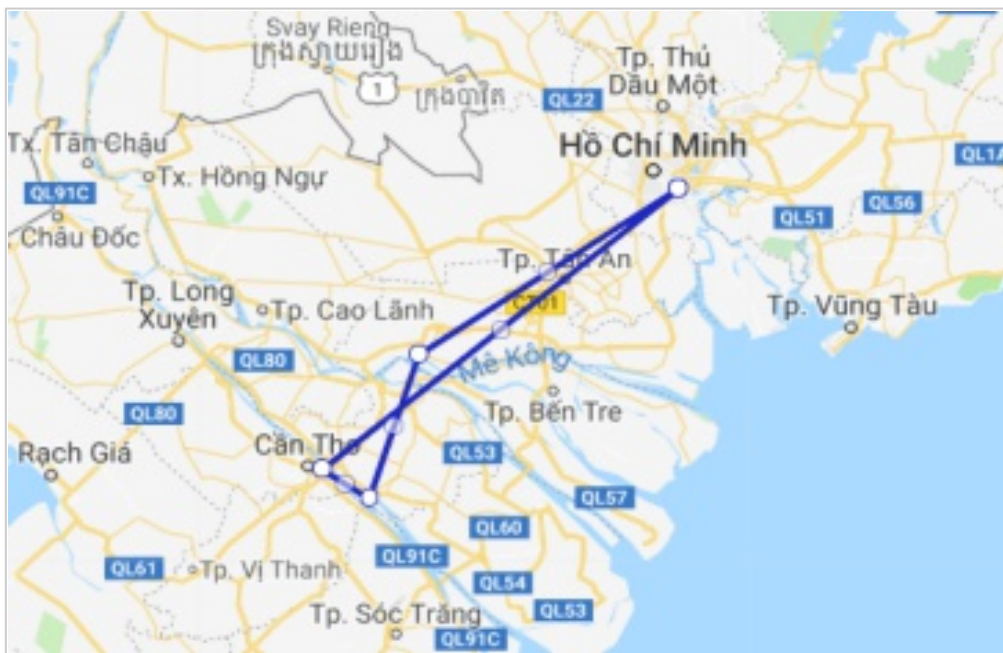 Svay Rieng
ក្រុងស្វាយរៀង
1
ក្រុងបាវិត
QL22
Tp. Thủ
Dầu Một
Hồ Chí Minh
QL1A
Tx. Tân Châu
QL91C
Tx. Hồng Ngự
Châu Đốc
QL51
QL56
Tp. Tân An
CT01
Tp. Long
Xuyên
Tp. Cao Lãnh
Tp. Vũng Tàu
QL80
Mê Kông
QL80
Tp. Bến Tre
Rạch Giá
Cần Thơ
QL53
QL57
QL60
QL91C
QL61
Tp. Vị Thanh
QL54
QL53
Tp. Sóc Trăng
QL91C